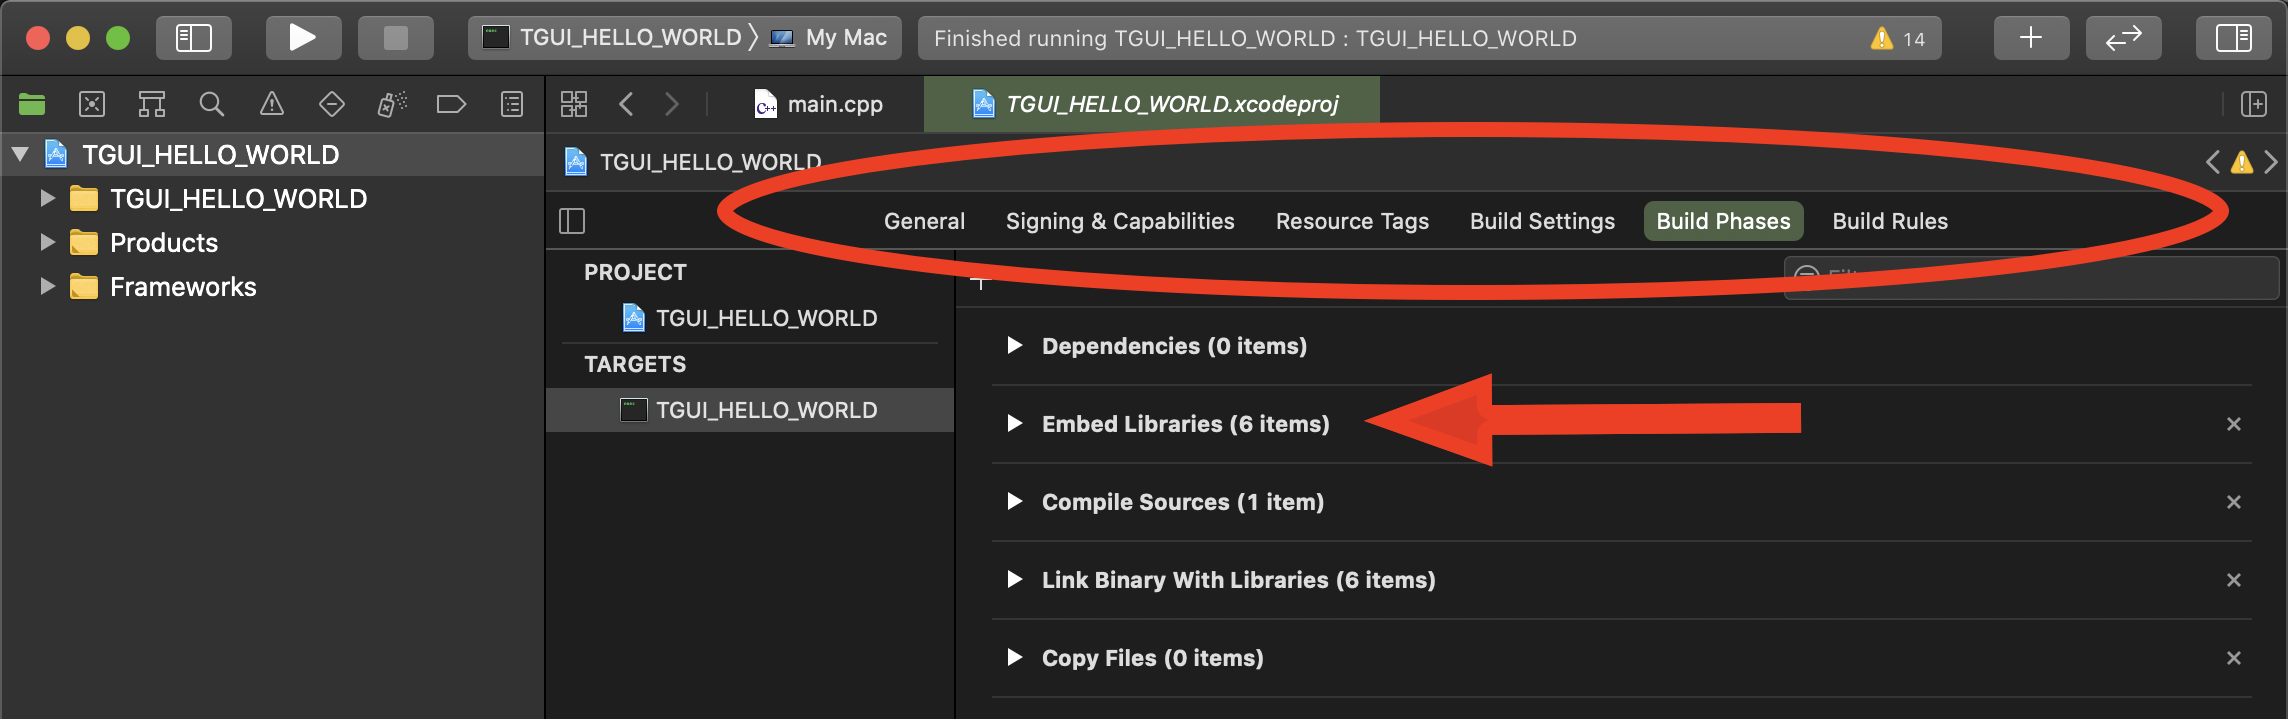 TGUI_HELLO_WORLD My Mac
Finished running TGUI_HELLO_WORLD : TGUI_HELLO_WORLD
14
main.cpp
TGUI_HELLO_WORLD.xcodeproj
TGUI_HELLO_WORLD
TGUI_HELLO_WORLD
Products
Frameworks
TGUI_HELLO_WORLD
General
Signing & Capabilities
Resource Tags
Build Settings
Build Phases
Build Rules
PROJECT
TGUI_HELLO_WORLD
TARGETS
TGUI_HELLO_WORLD
Dependencies (0 items)
Embed Libraries (6 items)
Compile Sources (1 item)
Link Binary With Libraries (6 items)
Copy Files (0 items)